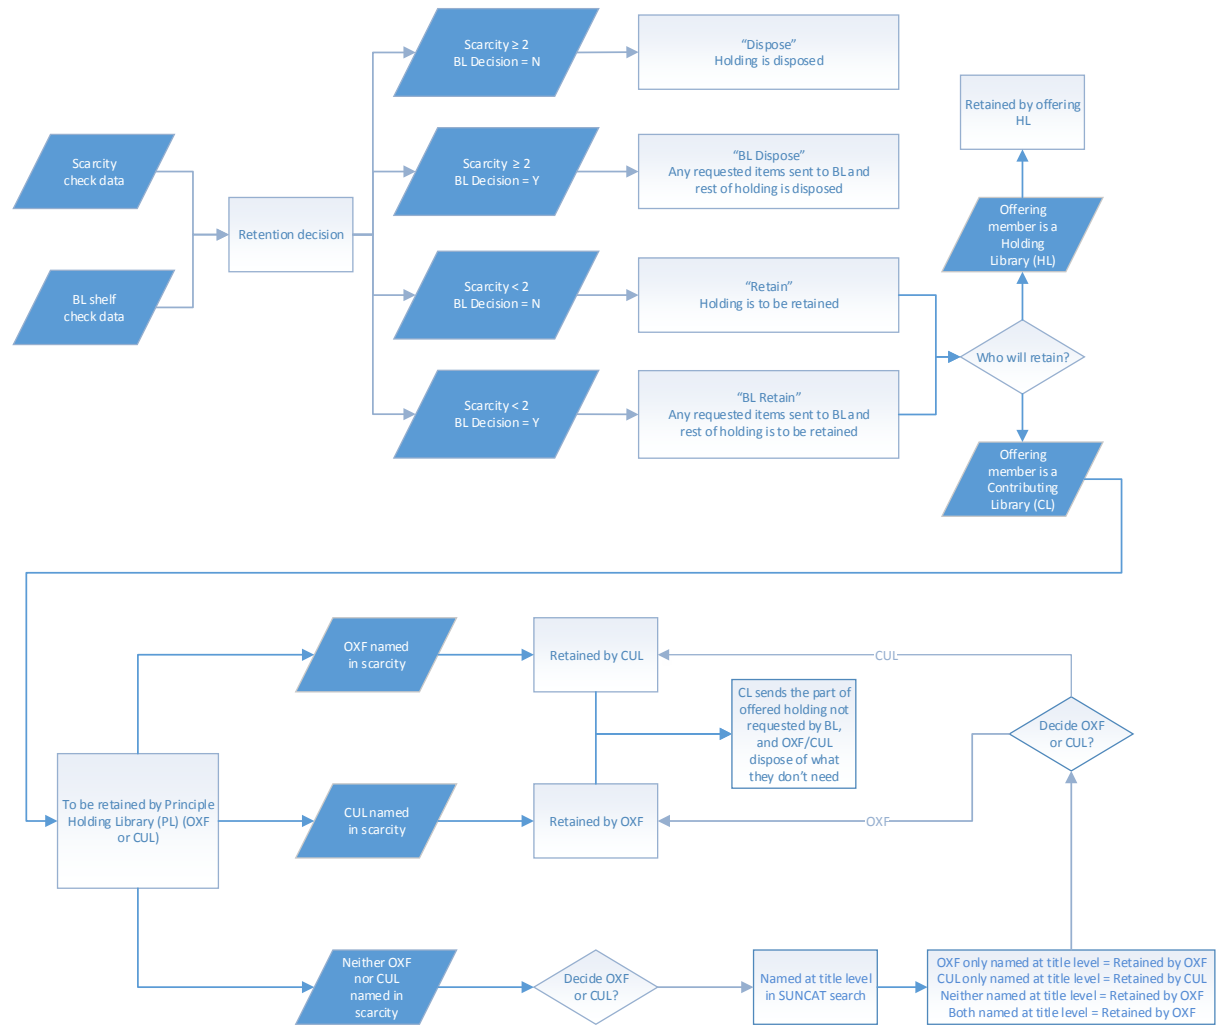 Scarcity ≥ 2
BL Decision = N
"Dispose"
Holding is disposed
Retained by offering
HL
Scarcity
check data
Scarcity ≥ 2
BL Decision = Y
"BL Dispose"
Any requested items sent to BL and
rest of holding is disposed
Retention decision
Offering
member is a
Holding
Library (HL)
BL shelf
check data
Scarcity < 2
BL Decision = N
"Retain"
Holding is to be retained
Who will retain?
Scarcity < 2
BL Decision = Y
"BL Retain"
Any requested items sent to BL and
rest of holding is to be retained
Offering
member is a
Contributing
Library (CL)
OXF named
in scarcity
Retained by CUL
CUL
CL sends the part of
offered holding not
requested by BL,
and OXF/CUL
dispose of what
they don't need
Decide OXF
or CUL?
To be retained by Principle
Holding Library (PL) (OXF
or CUL)
CUL named
in scarcity
Retained by OXF
OXF
Neither OXF
nor CUL
named in
scarcity
Decide OXF
or CUL?
Named at title level
in SUNCAT search
OXF only named at title level = Retained by OXF
CUL only named at title level = Retained by CUL
Neither named at title level = Retained by OXF
Both named at title level = Retained by OXF